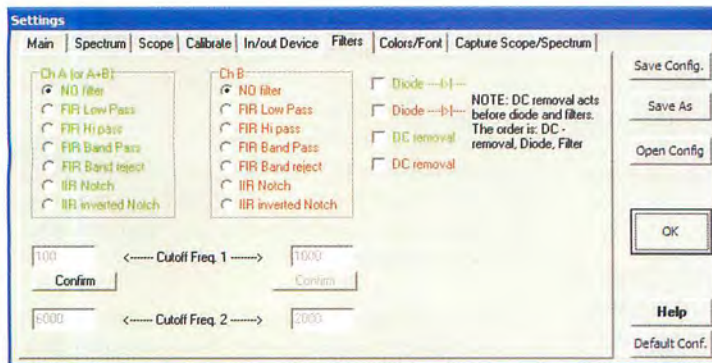 Settings
Main Spectrum Scope Calibrate In/out Device Filters Colors/Font Capture Scope/Spectrum
Ch A (or A+B)
NO filter
FIR Low Pass
FIR Hi pass
FIR Band Pass
FIR Band reject
IIR Notch
IIR inverted Notch
Ch B
NO filter
FIR Low Pass
FIR Hi pass
FIR Band Pass
FIR Band reject
IIR Notch
IIR inverted Notch
Diode ---|>|---
Diode ---|>|---
DC removal
DC removal
NOTE: DC removal acts
before diode and filters.
The order is: DC -
removal, Diode, Filter
100 <------ Cutoff Freq. 1 -------> 1000
Confirm Confirm
6000 <------ Cutoff Freq. 2 -------> 2000
Save Config.
Save As
Open Config
OK
Help
Default Conf.